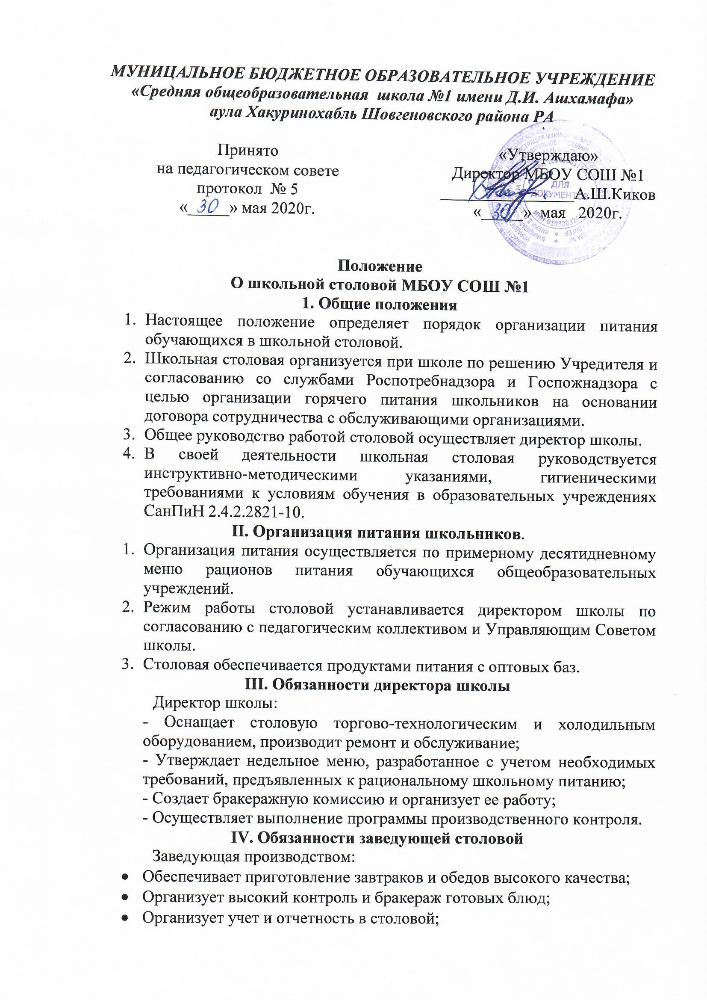 МУНИЦАЛЬНОЕ БЮДЖЕТНОЕ ОБРАЗОВАТЕЛЬНОЕ УЧРЕЖДЕНИЕ
«Средняя общеобразовательная школа №1 имени Д.И. Ашхамафа»
аула Хакуринохабль Шовгеновского района РА
Принято
на педагогическом совете
протокол № 5
«30» мая 2020г.
«Утверждаю»
Директор МБОУ СОШ №1
А.Ш.Киков
«30» мая 2020г.
ДЛЯ
ДОКУМЕНТОВ
Положение
О школьной столовой МБОУ СОШ №1
1. Общие положения
1. Настоящее положение определяет порядок организации питания
обучающихся в школьной столовой.
2. Школьная столовая организуется при школе по решению Учредителя и
согласованию со службами Роспотребнадзора и Госпожнадзора с
целью организации горячего питания школьников на основании
договора сотрудничества с обслуживающими организациями.
3. Общее руководство работой столовой осуществляет директор школы.
4. В своей деятельности школьная столовая руководствуется
инструктивно-методическими указаниями, гигиеническими
требованиями к условиям обучения в образовательных учреждениях
СанПиН 2.4.2.2821-10.
II. Организация питания школьников.
1. Организация питания осуществляется по примерному десятидневному
меню рационов питания обучающихся общеобразовательных
учреждений.
2. Режим работы столовой устанавливается директором школы по
согласованию с педагогическим коллективом и Управляющим Советом
школы.
3. Столовая обеспечивается продуктами питания с оптовых баз.
III. Обязанности директора школы
Директор школы:
- Оснащает столовую торгово-технологическим и холодильным
оборудованием, производит ремонт и обслуживание;
- Утверждает недельное меню, разработанное с учетом необходимых
требований, предъявленных к рациональному школьному питанию;
- Создает бракеражную комиссию и организует ее работу;
- Осуществляет выполнение программы производственного контроля.
IV. Обязанности заведующей столовой
Заведующая производством:
• Обеспечивает приготовление завтраков и обедов высокого качества;
• Организует высокий контроль и бракераж готовых блюд;
• Организует учет и отчетность в столовой;